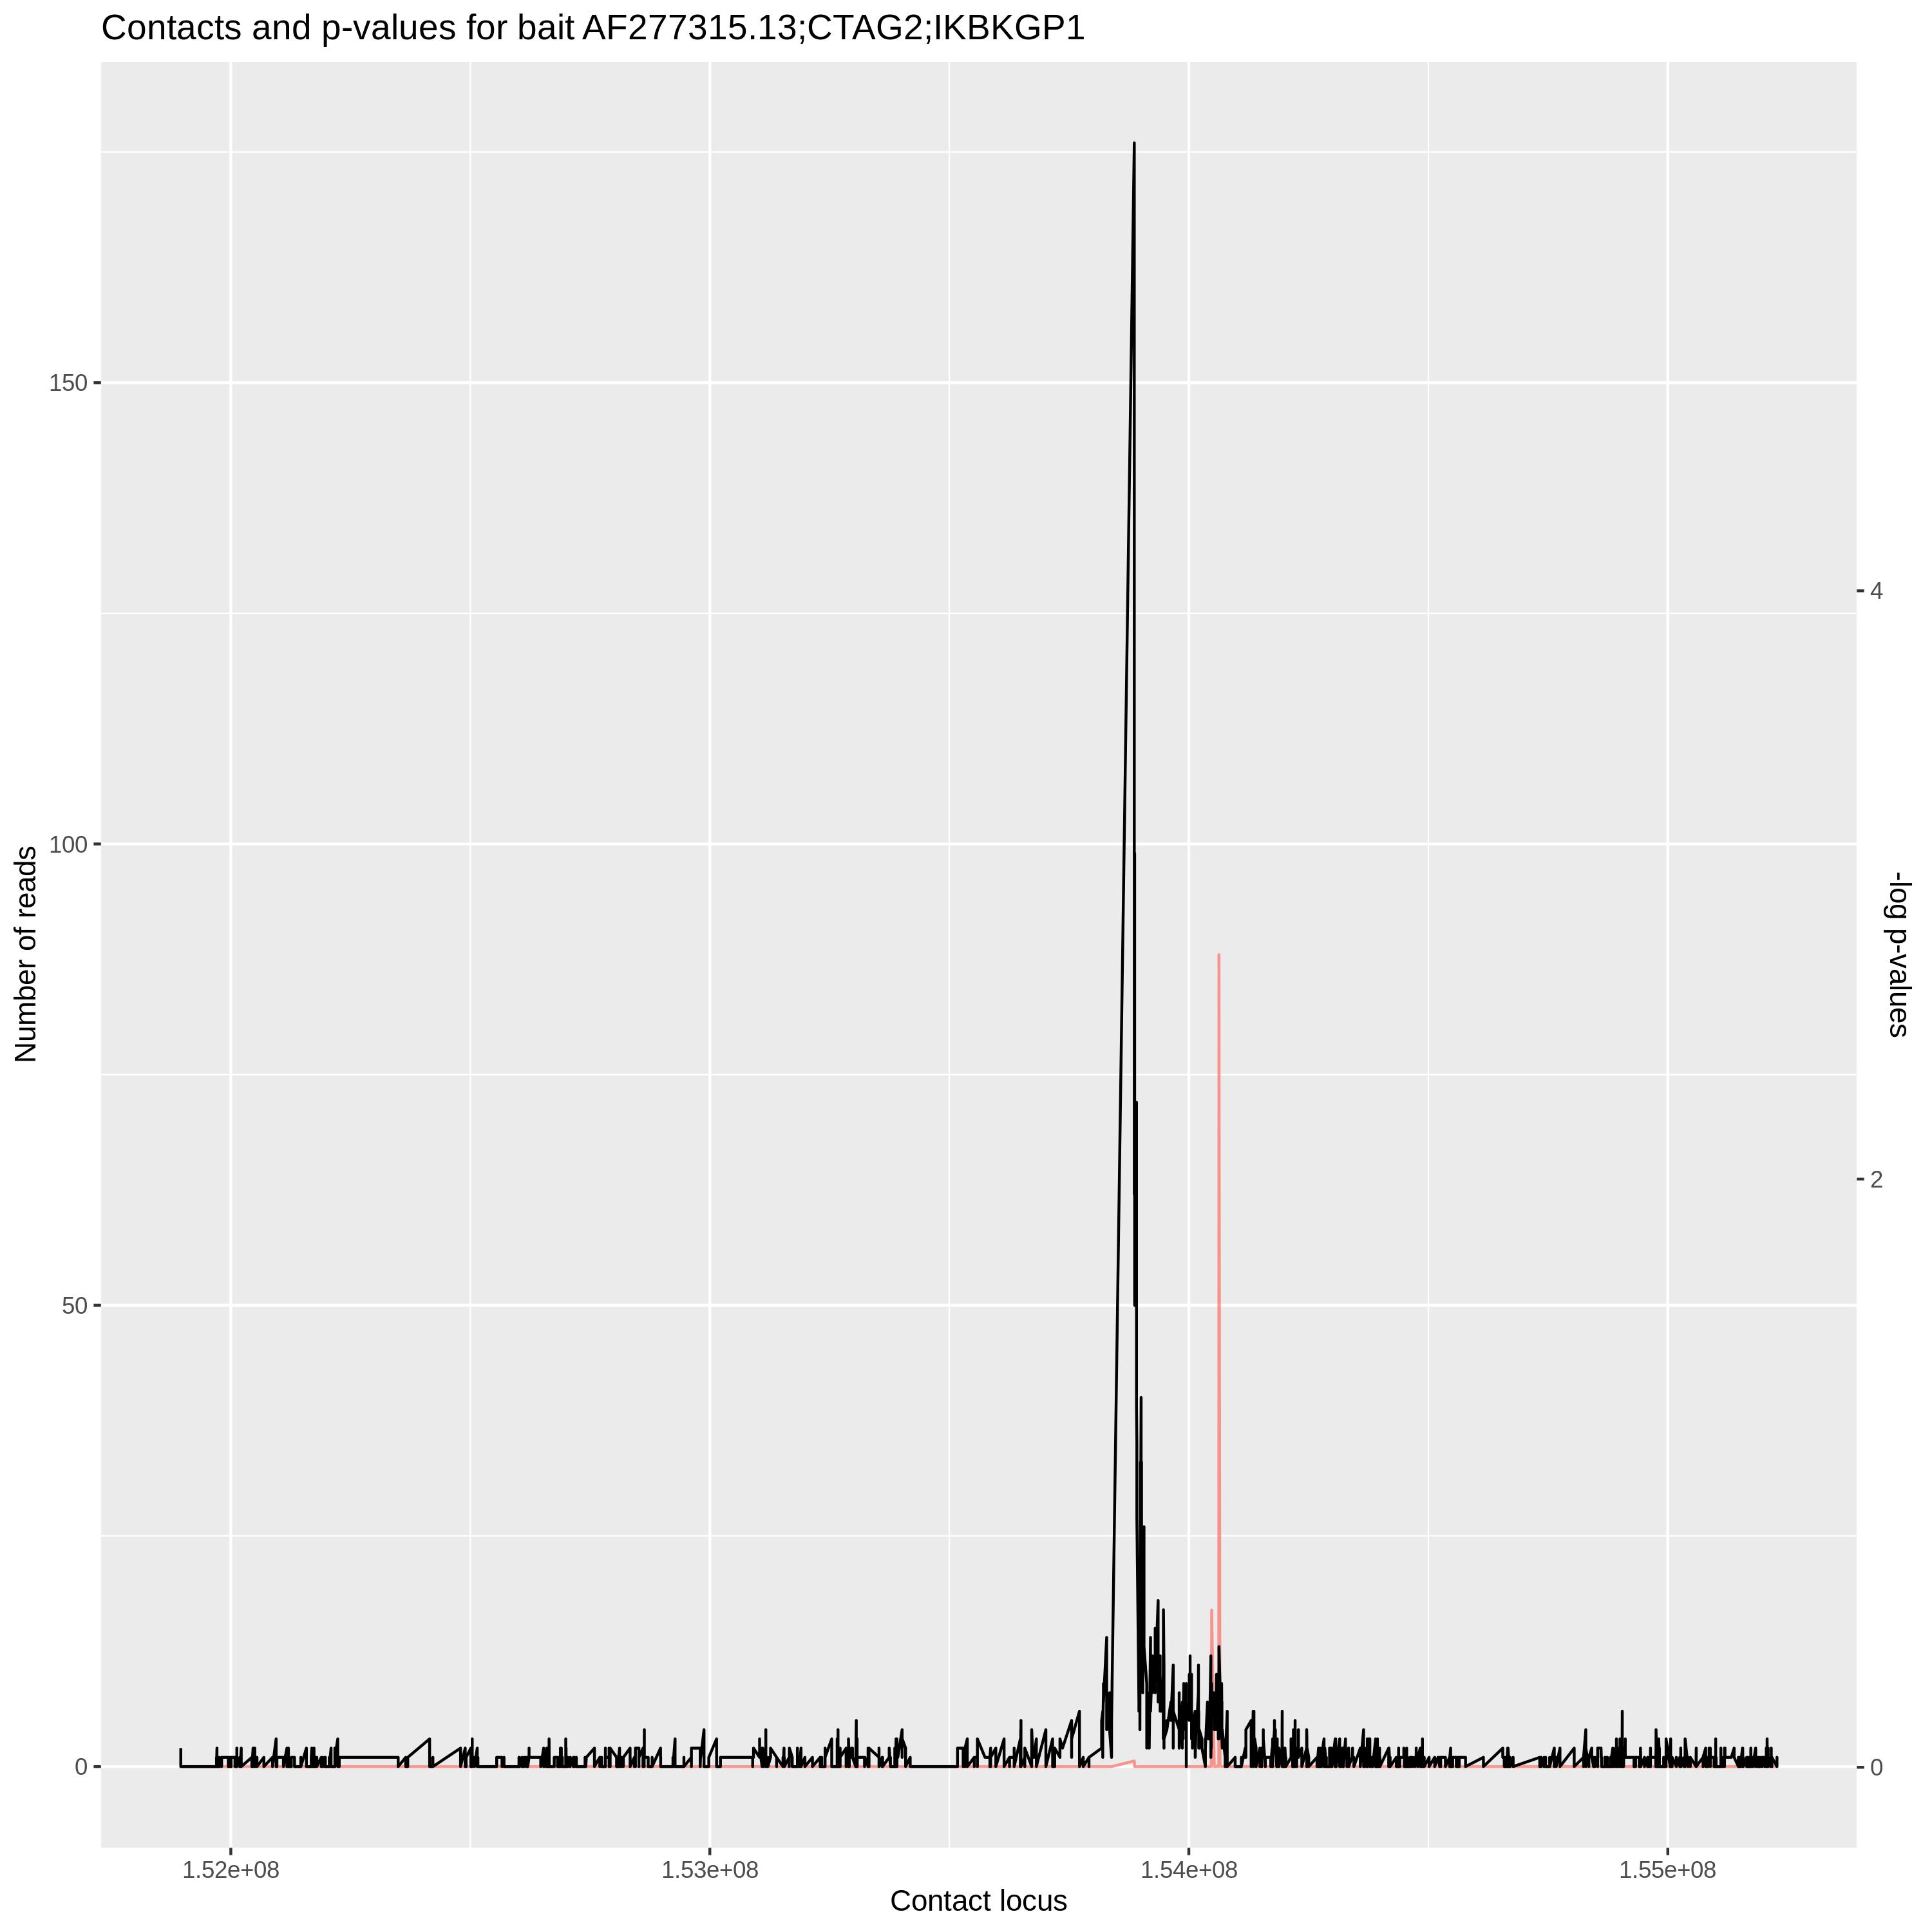 Contacts and p-values for bait AF277315.13;CTAG2;IKBKGP1
150
100
50
0
Number of reads
4
2
0
-log p-values
1.52e+08
1.53e+08
1.54e+08
1.55e+08
Contact locus